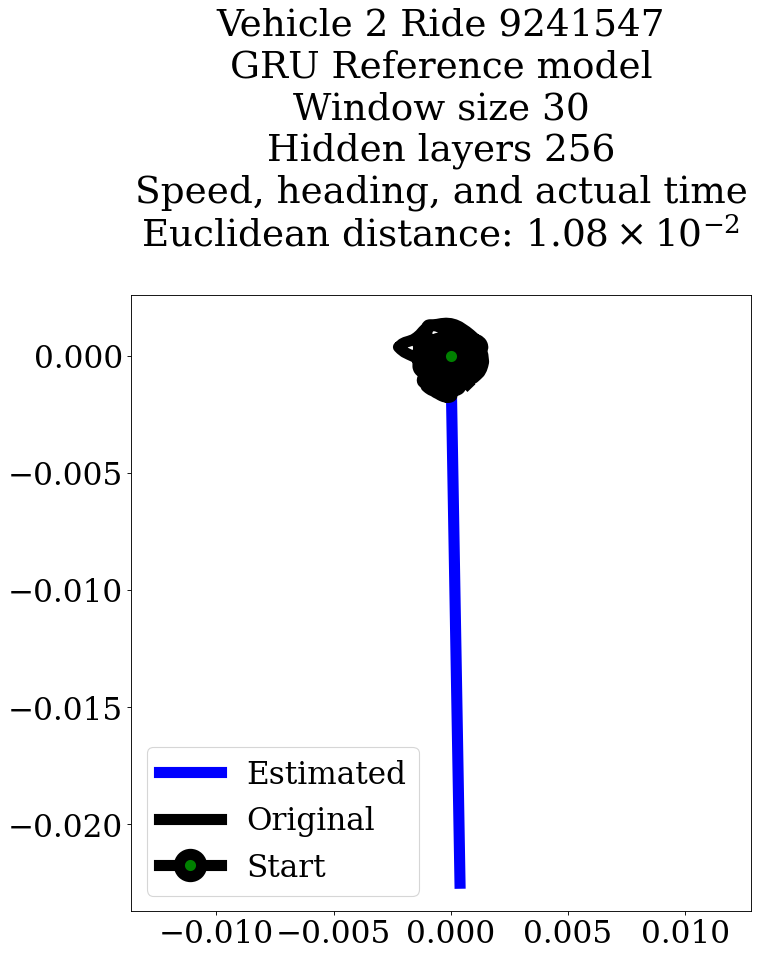 Vehicle 2 Ride 9241547
GRU Reference model
Window size 30
Hidden layers 256
Speed, heading, and actual time
Euclidean distance: 1.08 × 10⁻²
0.000
−0.005
−0.010
−0.015
−0.020
Estimated
Original
Start
−0.010 −0.005 0.000 0.005 0.010